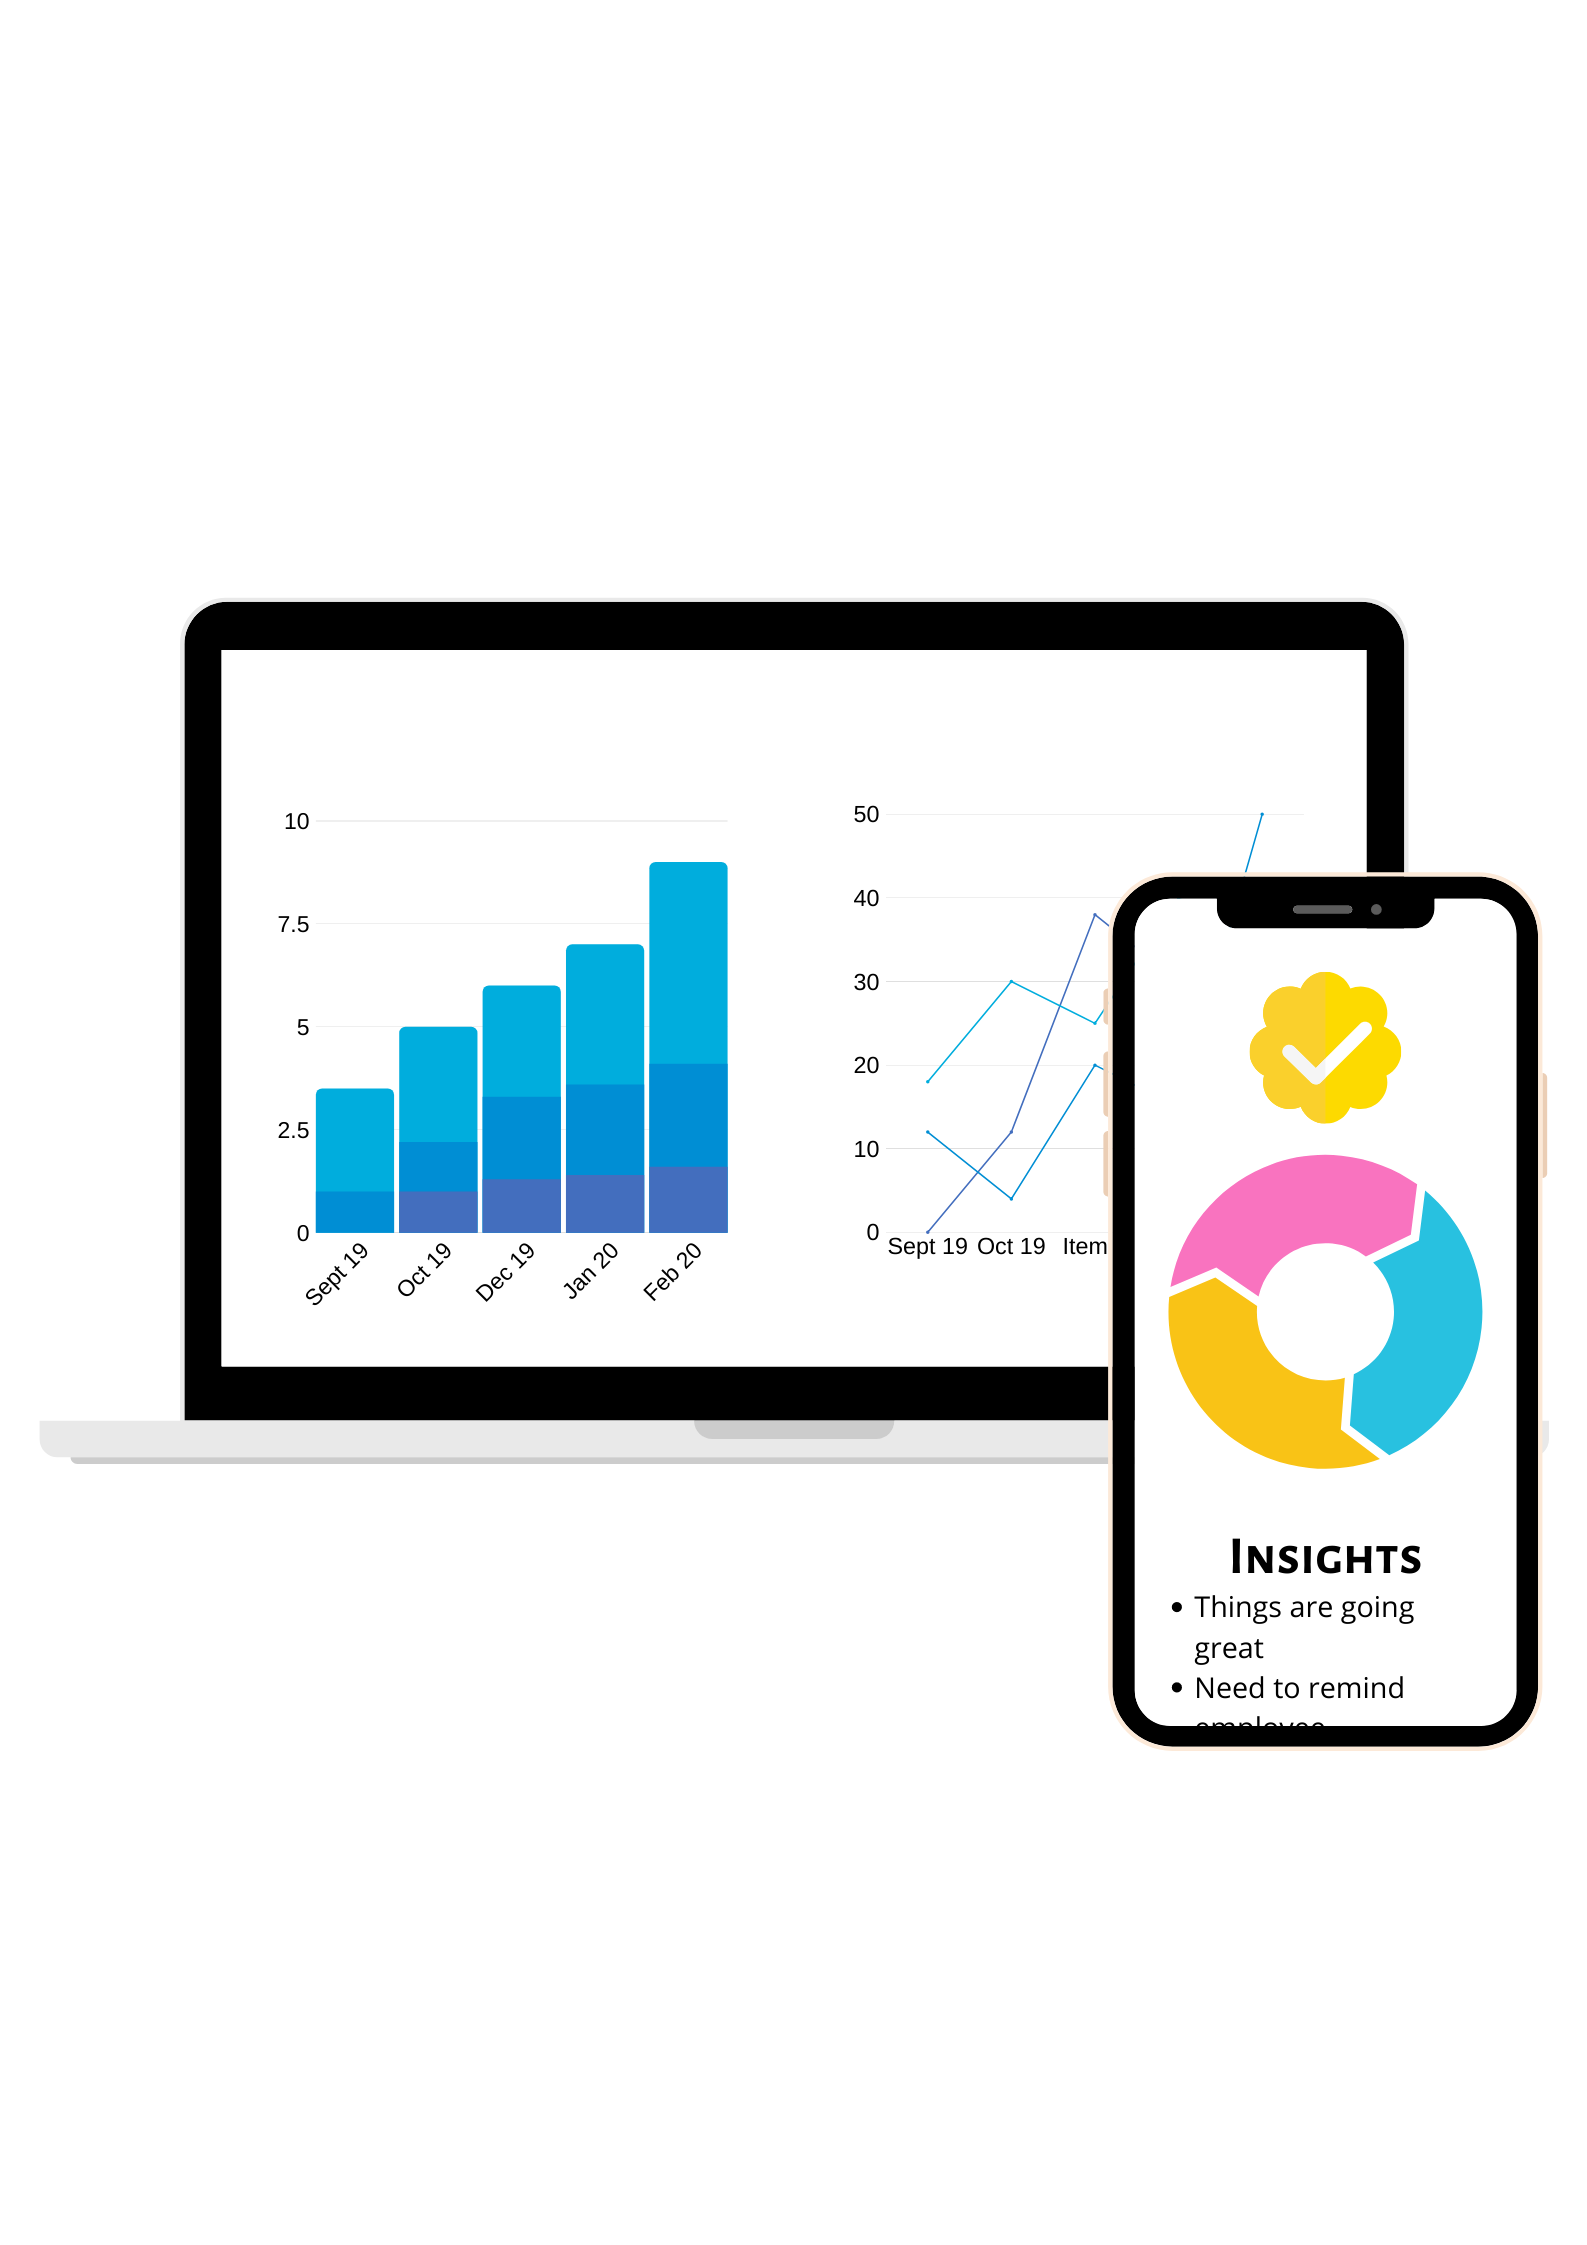 10
7.5
5
2.5
0
Sept 19
Oct 19
Dec 19
Jan 20
Feb 20
50
40
30
20
10
0
Sept 19 Oct 19 Item
Insights
• Things are going
great
• Need to remind
employee